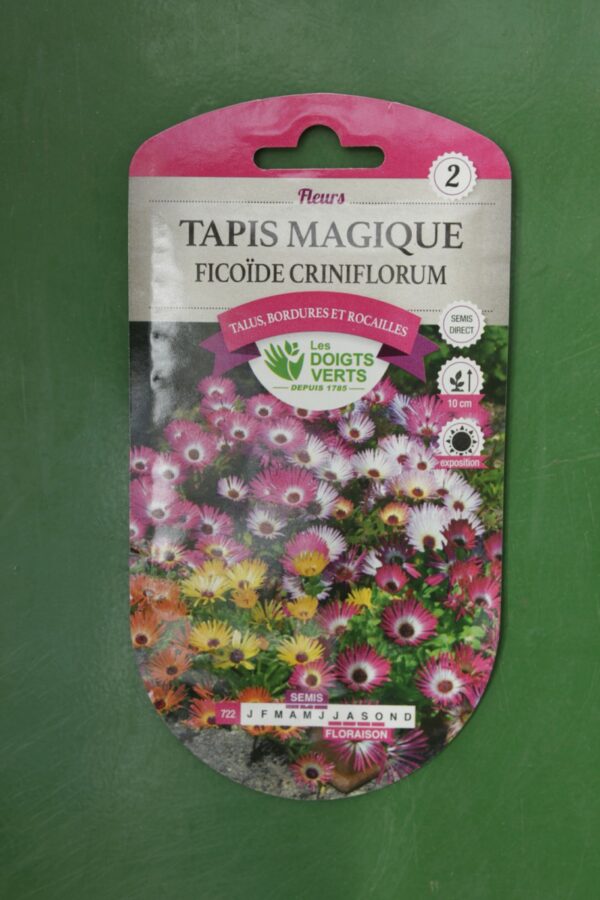 2
Fleurs
TAPIS MAGIQUE
FICOÏDE CRINIFLORUM
TALUS, BORDURES ET ROCAILLES
Les
DOIGTS
VERTS
DEPUIS 1785
SEMIS
DIRECT
10 cm
exposition
SEMIS
722 J F M A M J J A S O N D
FLORAISON